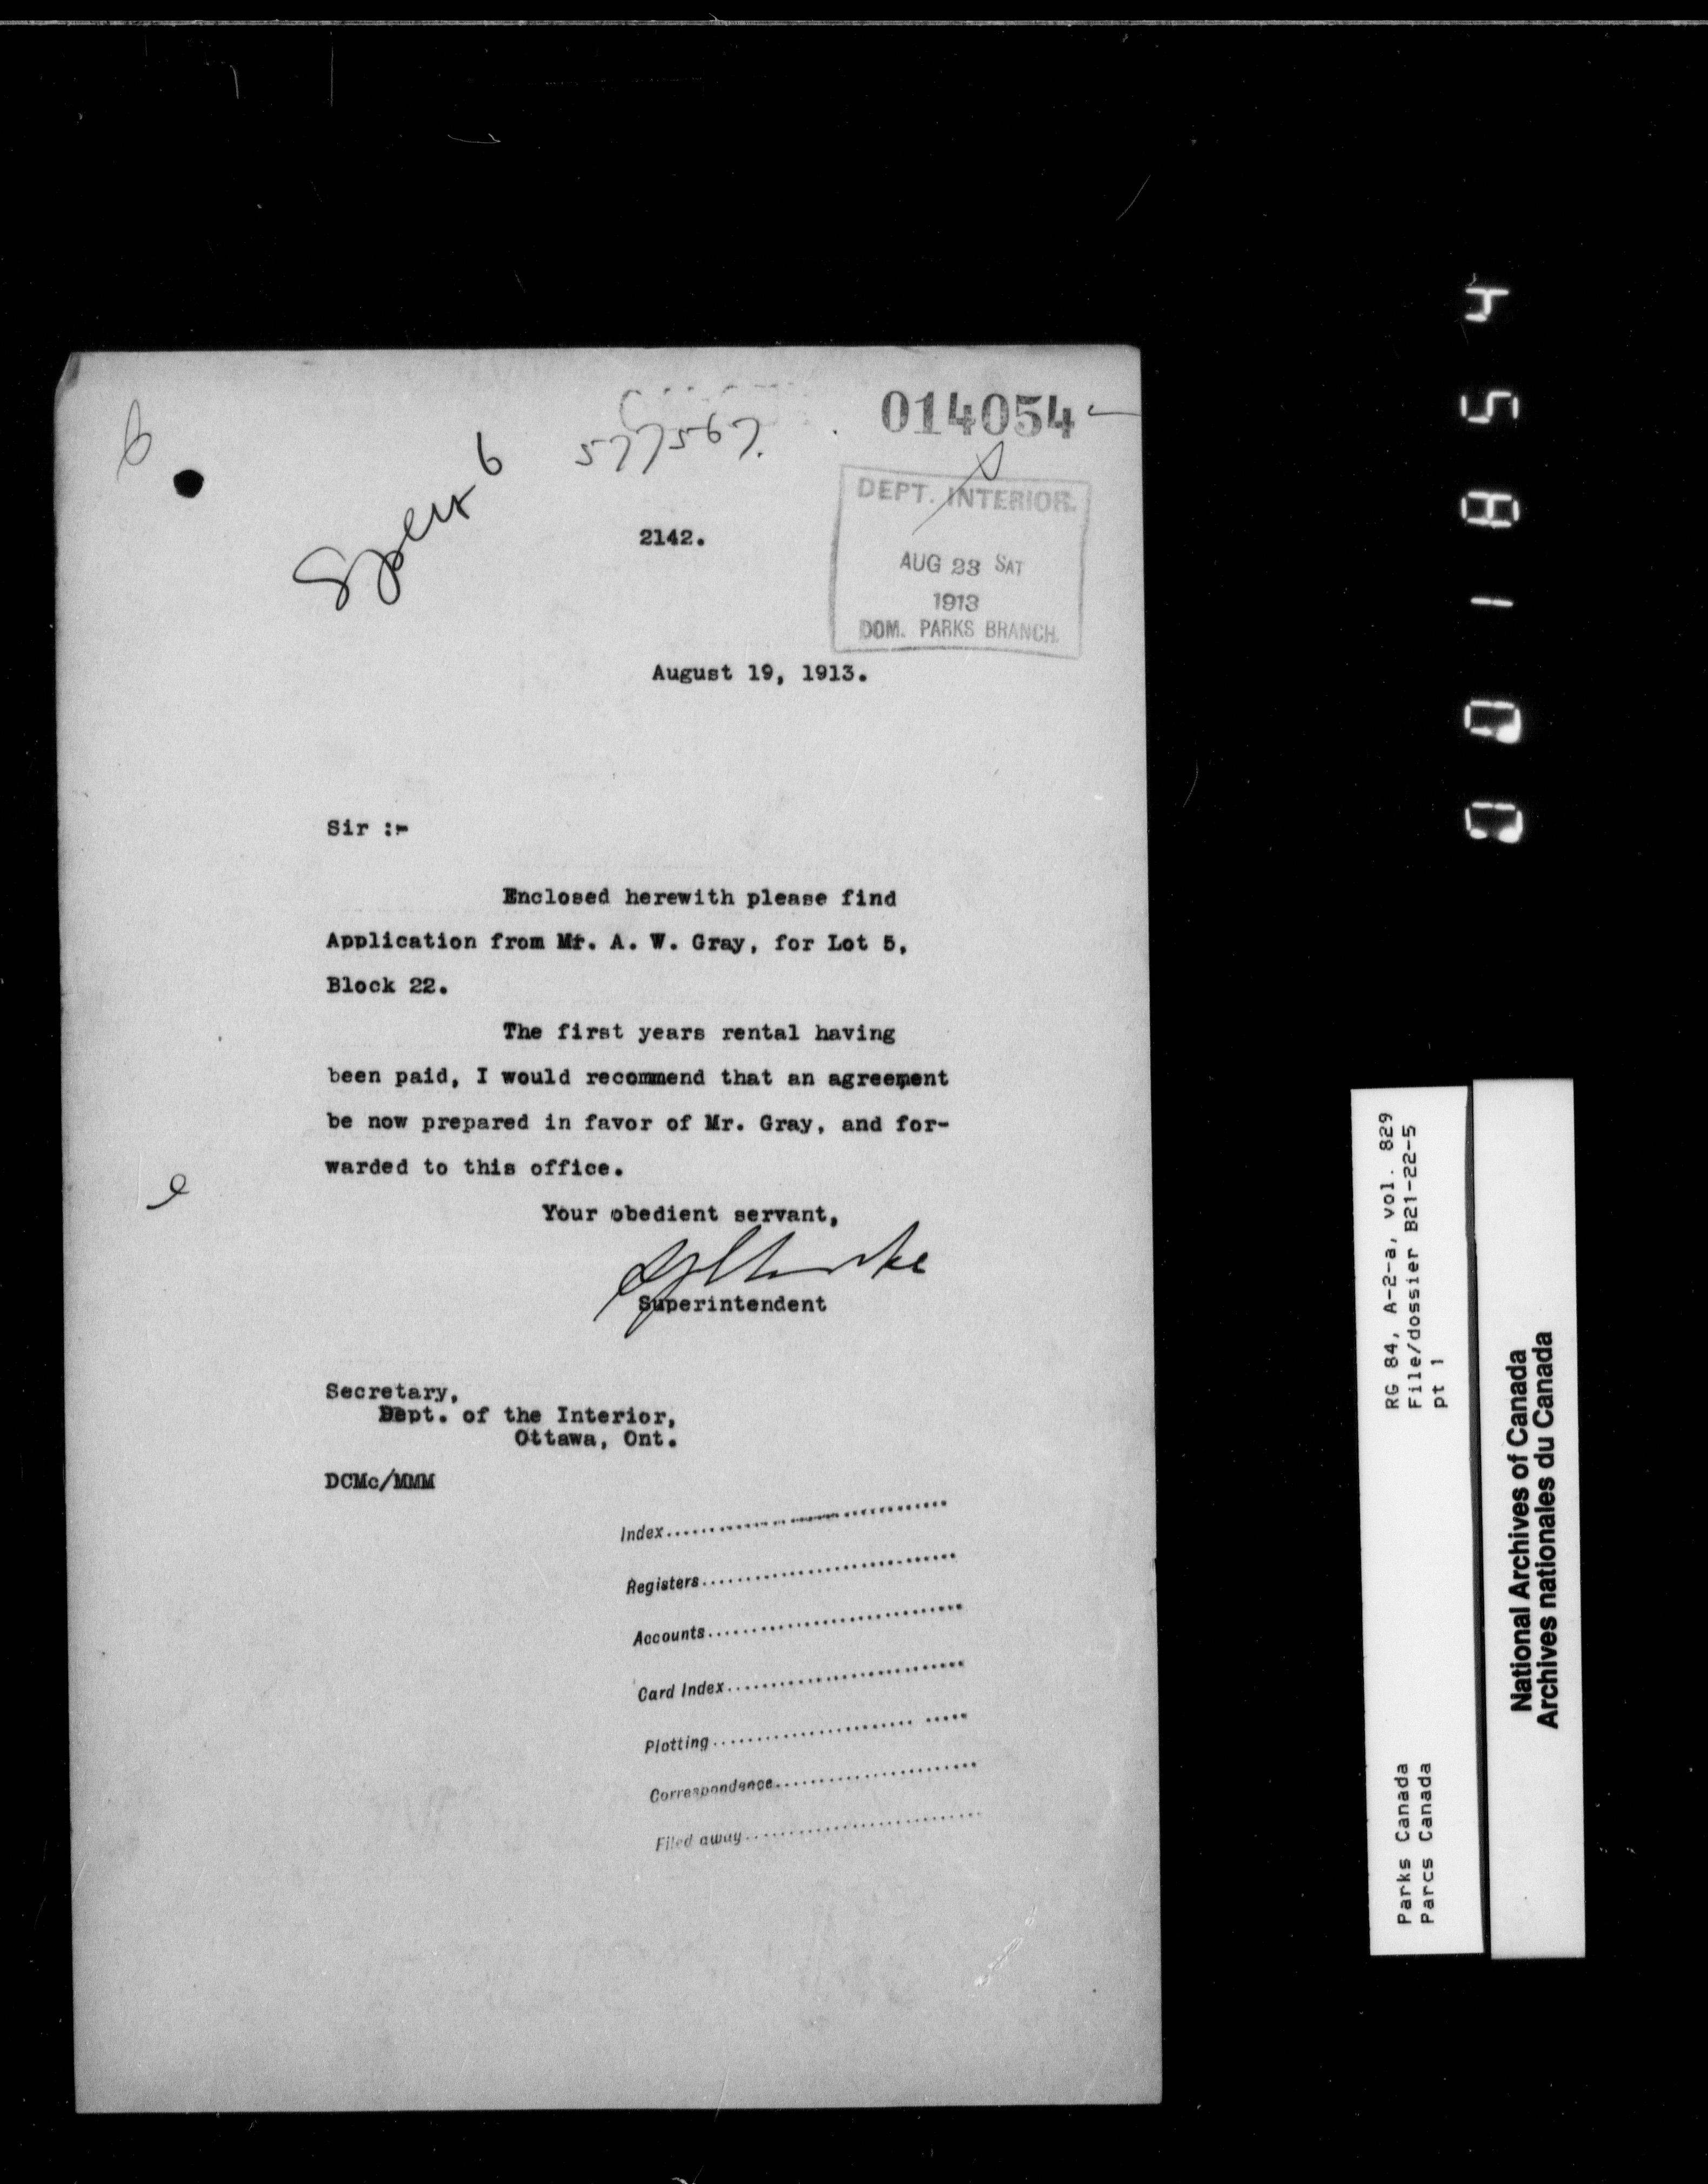 6
6
577567.
014054
DEPT. INTERIOR.
AUG 23 SAT
1913
DOM. PARKS BRANCH.
2142.
August 19, 1913.
Sir :-
Enclosed herewith please find
Application from Mr. A. W. Gray, for Lot 5,
Block 22.
The first years rental having
been paid, I would recommend that an agreement
be now prepared in favor of Mr. Gray, and for-
warded to this office.
Your obedient servant,
Superintendent
Secretary,
Dept. of the Interior,
Ottawa, Ont.
DCMc/MMM
Index
Registers
Accounts
Card Index
Plotting
Correspondence
Filed away
RG 84, A-2-a, vol. 829
File/dossier B21-22-5
pt 1
Parks Canada
Parcs Canada
National Archives of Canada
Archives nationales du Canada